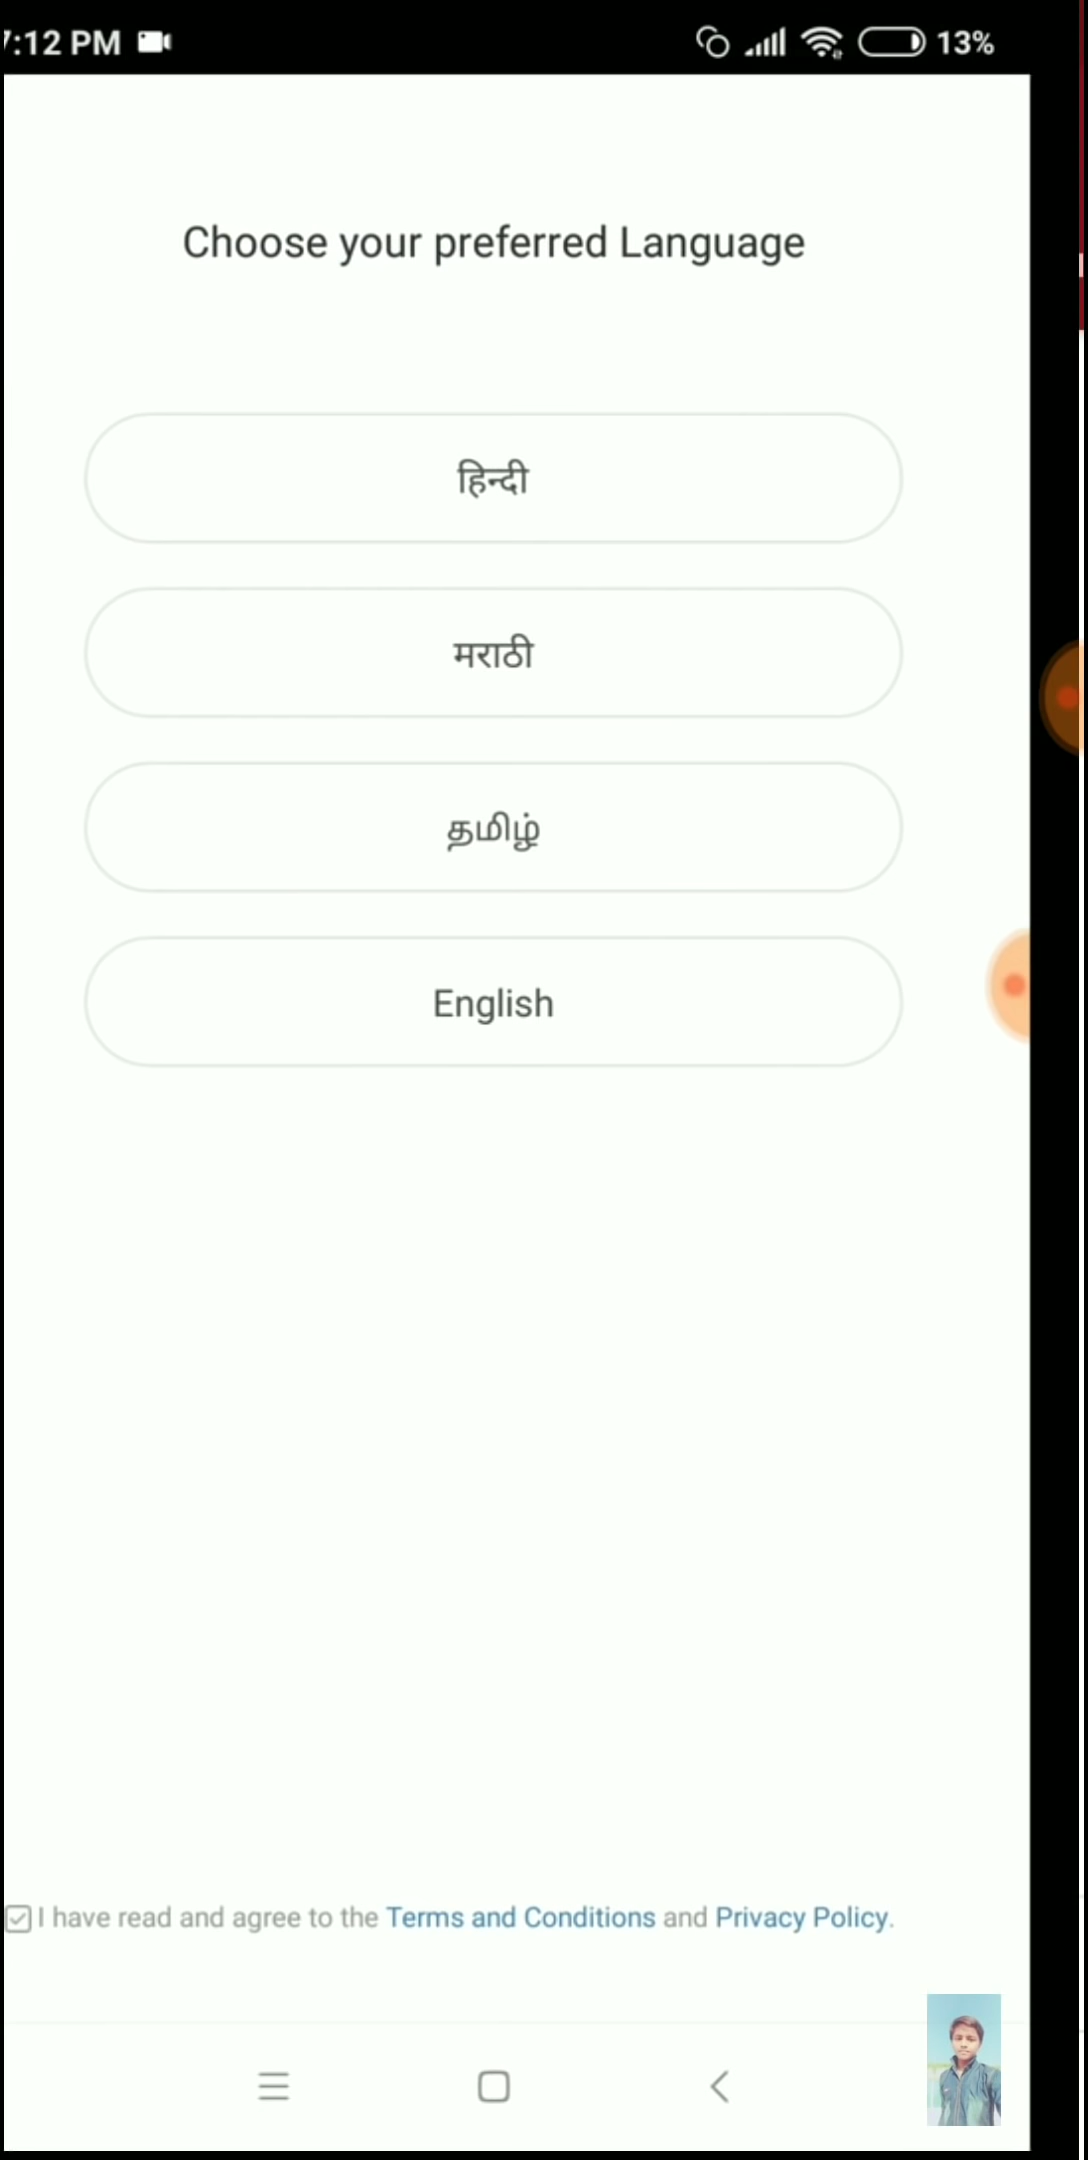 7:12 PM 13%
Choose your preferred Language
हिन्दी
मराठी
தமிழ்
English
I have read and agree to the Terms and Conditions and Privacy Policy.